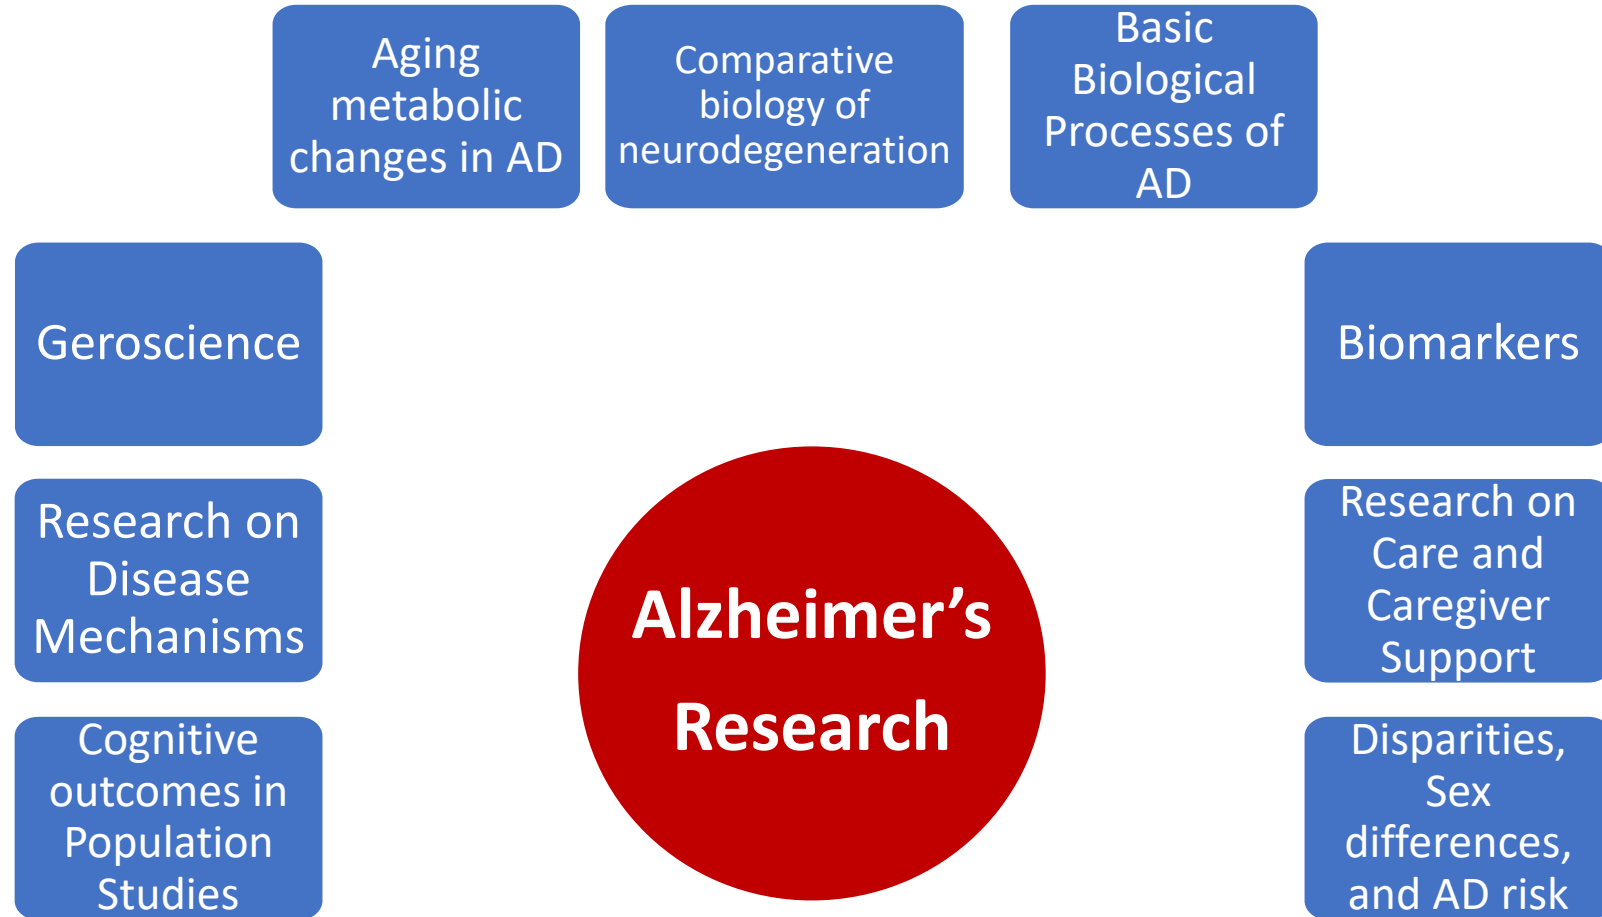 Aging
metabolic
changes in AD
Comparative
biology of
neurodegeneration
Basic
Biological
Processes of
AD
Geroscience
Biomarkers
Research on
Disease
Mechanisms
Alzheimer’s
Research
Research on
Care and
Caregiver
Support
Cognitive
outcomes in
Population
Studies
Disparities,
Sex
differences,
and AD risk